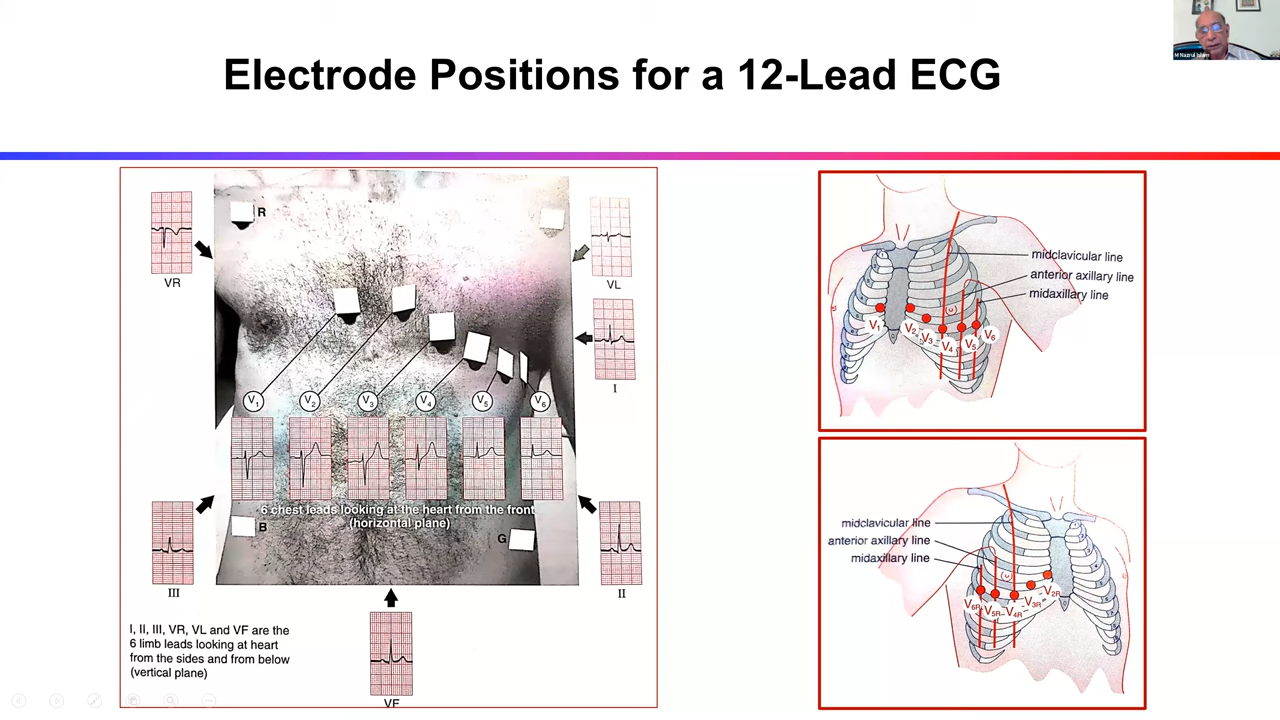 M Nazrul Islam
Electrode Positions for a 12-Lead ECG
R
VR
VL
I
V1
V2
V3
V4
V5
V6
6 chest leads looking at the heart from the front
(horizontal plane)
B
G
III
II
I, II, III, VR, VL and VF are the
6 limb leads looking at heart
from the sides and from below
(vertical plane)
VF
midclavicular line
anterior axillary line
midaxillary line
V1
V2
V3
V4
V5
V6
midclavicular line
anterior axillary line
midaxillary line
V6R
V5R
V4R
V3R
V2R